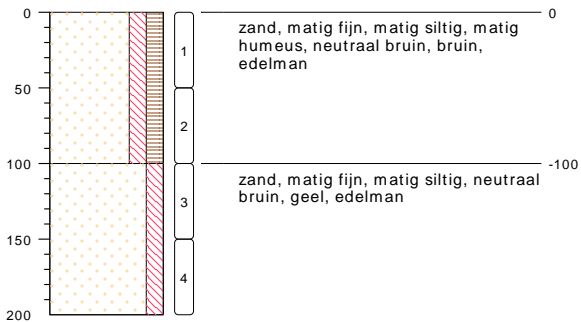 0
0
zand, matig fijn, matig siltig, matig
humeus, neutraal bruin, bruin,
edelman
1
50
2
100
-100
zand, matig fijn, matig siltig, neutraal
bruin, geel, edelman
3
150
4
200